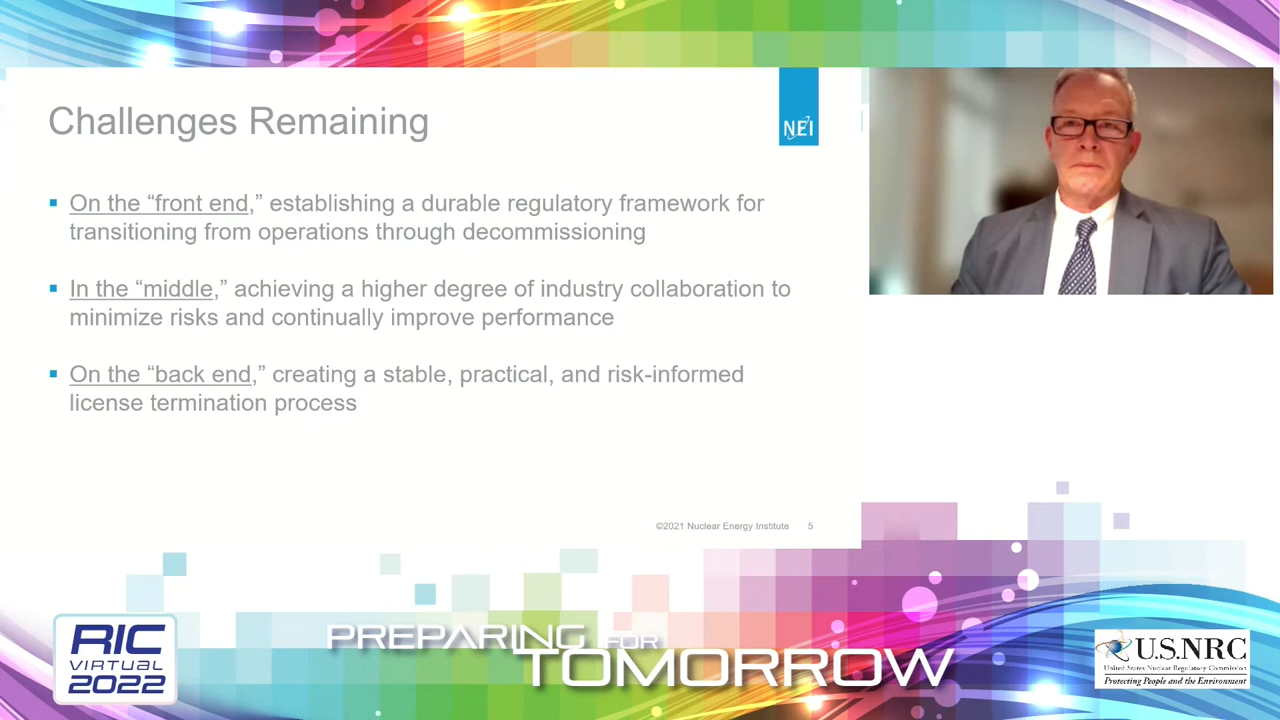 Challenges Remaining
NEI
▪ On the “front end,” establishing a durable regulatory framework for
transitioning from operations through decommissioning
▪ In the “middle,” achieving a higher degree of industry collaboration to
minimize risks and continually improve performance
▪ On the “back end,” creating a stable, practical, and risk-informed
license termination process
©2021 Nuclear Energy Institute 5
RIC
VIRTUAL
2022
PREPARING FOR
TOMORROW
U.S.NRC
United States Nuclear Regulatory Commission
Protecting People and the Environment